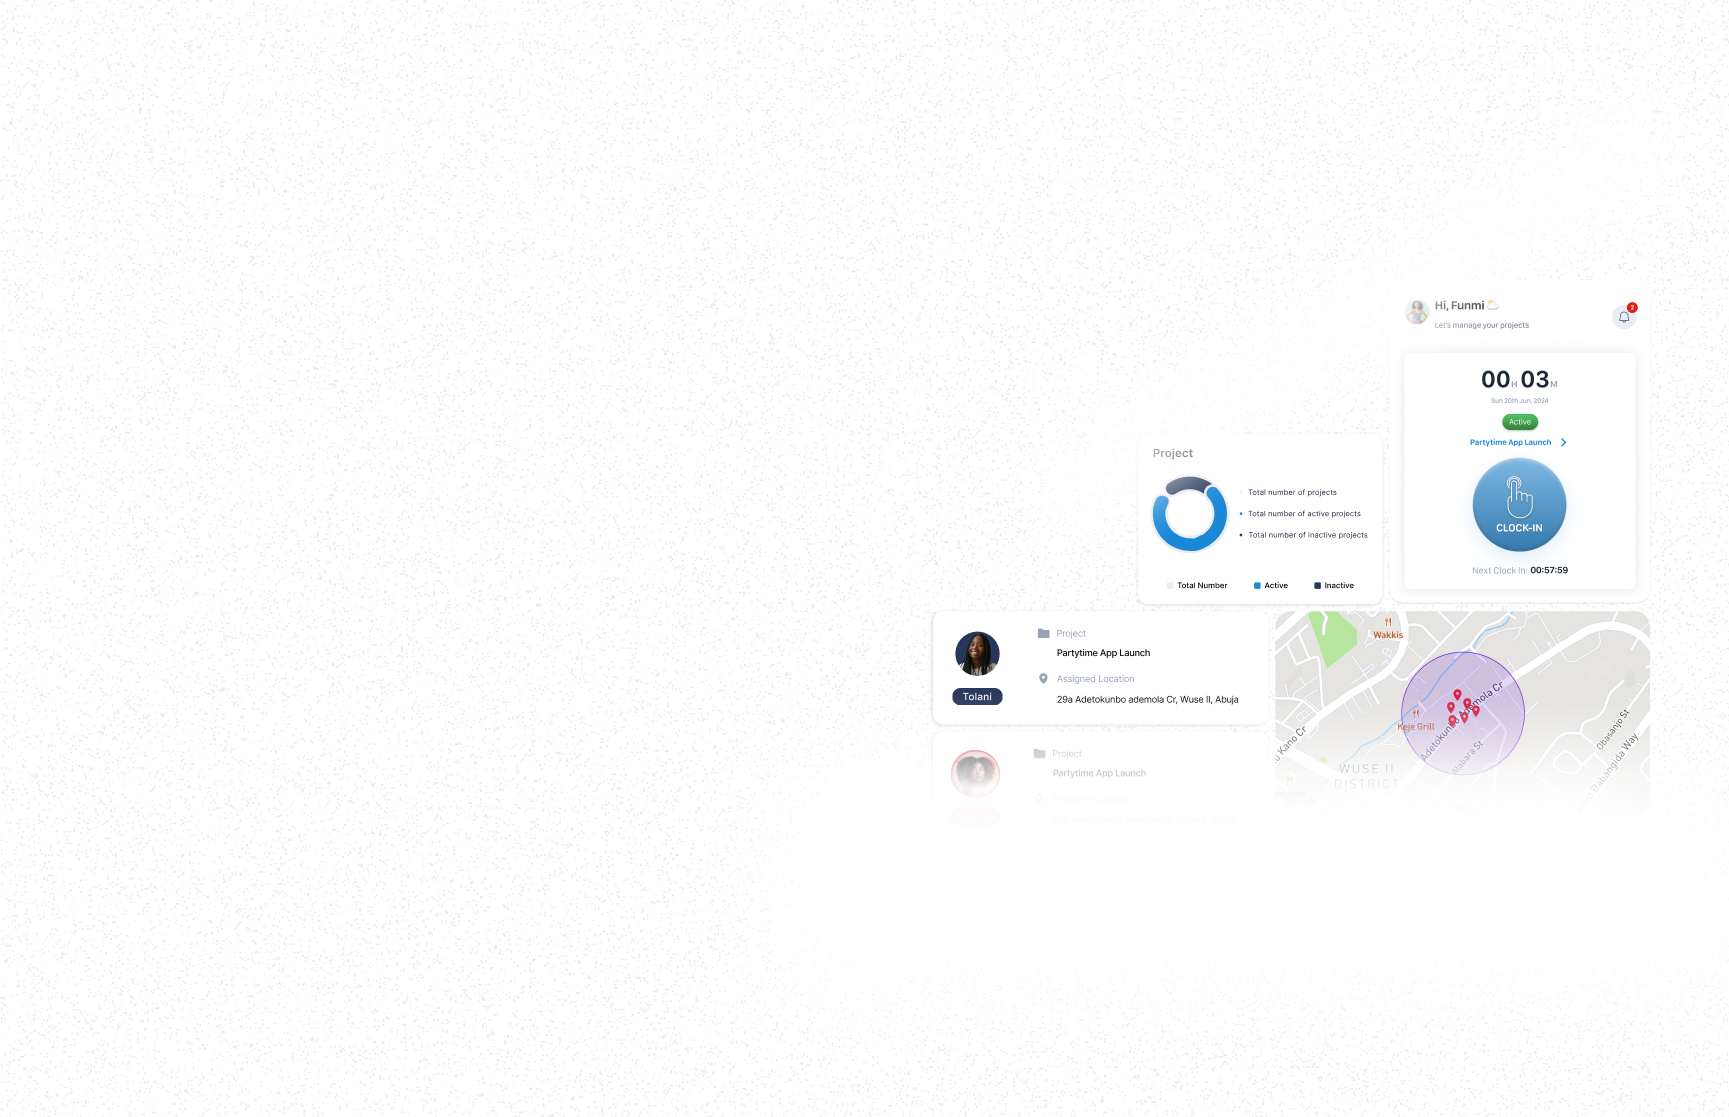 Hi, Funmi
Let's manage your projects
2
00 H 03 M
Sun 20th Jun, 2024
Active
Partytime App Launch
CLOCK-IN
Next Clock In: 00:57:59
Project
Total number of projects
Total number of active projects
Total number of inactive projects
Total Number
Active
Inactive
Tolani
Project
Partytime App Launch
Assigned Location
29a Adetokunbo ademola Cr, Wuse II, Abuja
Project
Partytime App Launch
Wakkis
Keje Grill
Adetokunbo Ademola Cr
Alabara St
u Kano Cr
WUSE II
DISTRICT
Obasanjo St
Babangida Way